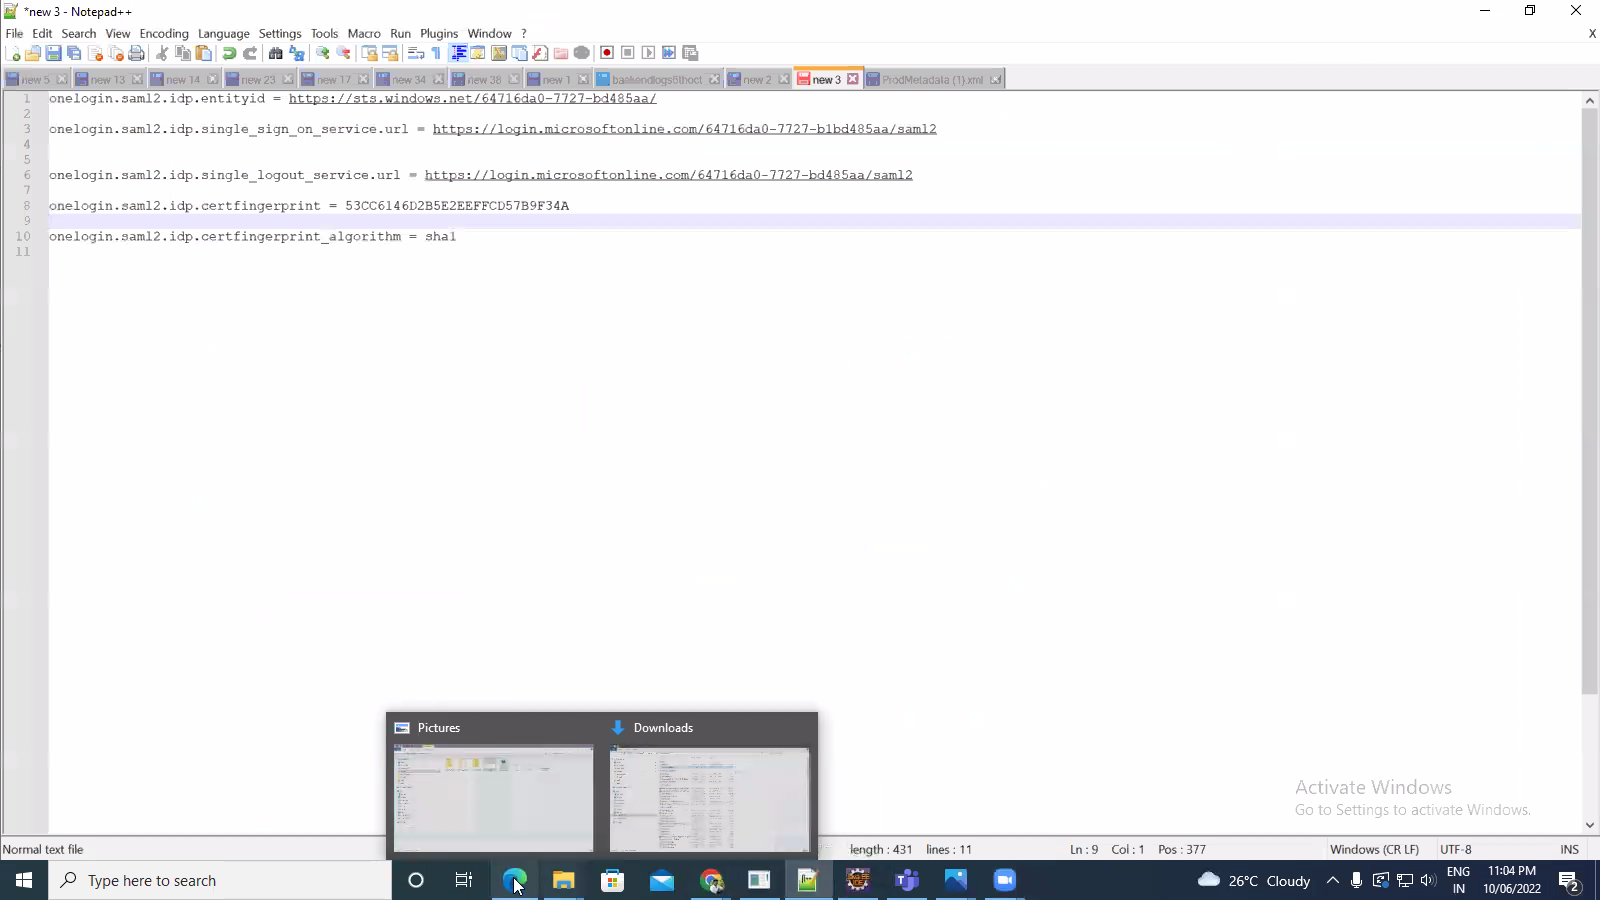 *new 3 - Notepad++
File Edit Search View Encoding Language Settings Tools Macro Run Plugins Window ? X
new 5 new 13 new 14 new 23 new 17 new 34 new 38 new 1 backendlogs6thoct new 2 new 3 ProdMetadata (1).xml
1 onelogin.saml2.idp.entityid = https://sts.windows.net/64716da0-7727-bd485aa/
2
3 onelogin.saml2.idp.single_sign_on_service.url = https://login.microsoftonline.com/64716da0-7727-b1bd485aa/saml2
4
5
6 onelogin.saml2.idp.single_logout_service.url = https://login.microsoftonline.com/64716da0-7727-bd485aa/saml2
7
8 onelogin.saml2.idp.certfingerprint = 53CC6146D2B5E2EEFFCD57B9F34A
9
10 onelogin.saml2.idp.certfingerprint_algorithm = sha1
11
Pictures Downloads
Activate Windows
Go to Settings to activate Windows.
Normal text file length : 431 lines : 11 Ln : 9 Col : 1 Pos : 377 Windows (CR LF) UTF-8 INS
Type here to search 26°C Cloudy ENG IN 11:04 PM 10/06/2022 2